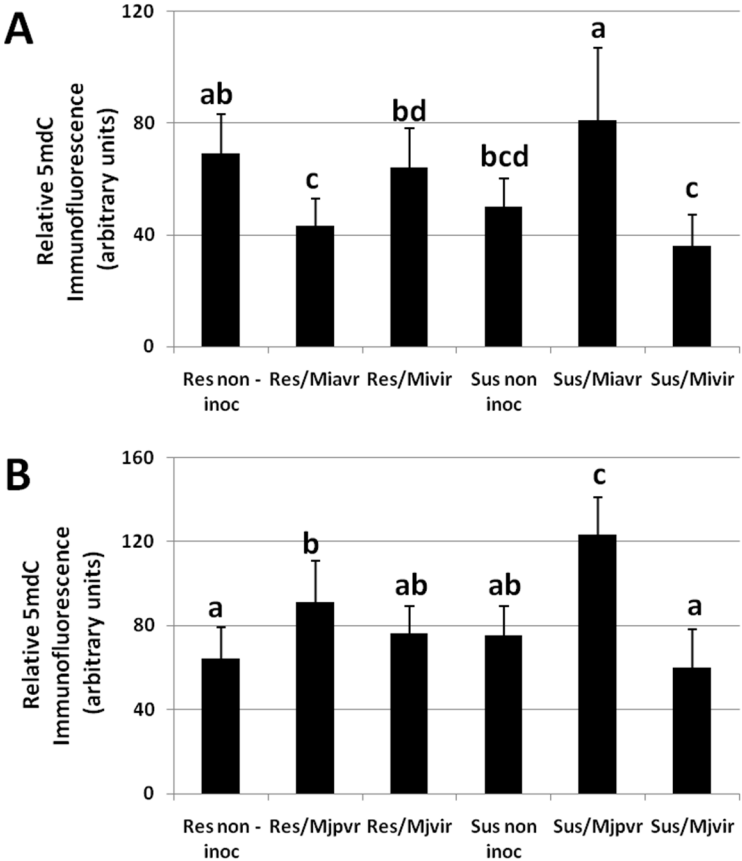 A
Relative 5mdC
Immunofluorescence
(arbitrary units)
120
80
40
0
ab
c
bd
bcd
a
c
Res non -
inoc
Res/Miavr
Res/Mivir
Sus non
inoc
Sus/Miavr
Sus/Mivir
B
Relative 5mdC
Immunofluorescence
(arbitrary units)
160
120
80
40
0
a
b
ab
ab
c
a
Res non -
inoc
Res/Mjpvr
Res/Mjvir
Sus non
inoc
Sus/Mjpvr
Sus/Mjvir